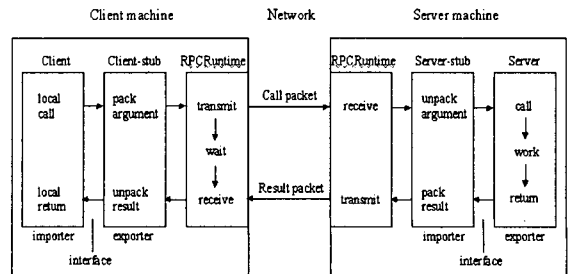 Client machine Network Server machine
Client Client-stub RPCRuntime RPCRuntime Server-stub Server
local call pack argument transmit Call packet receive unpack argument call
wait work
local return unpack result receive Result packet transmit pack result return
importer exporter importer exporter
interface interface